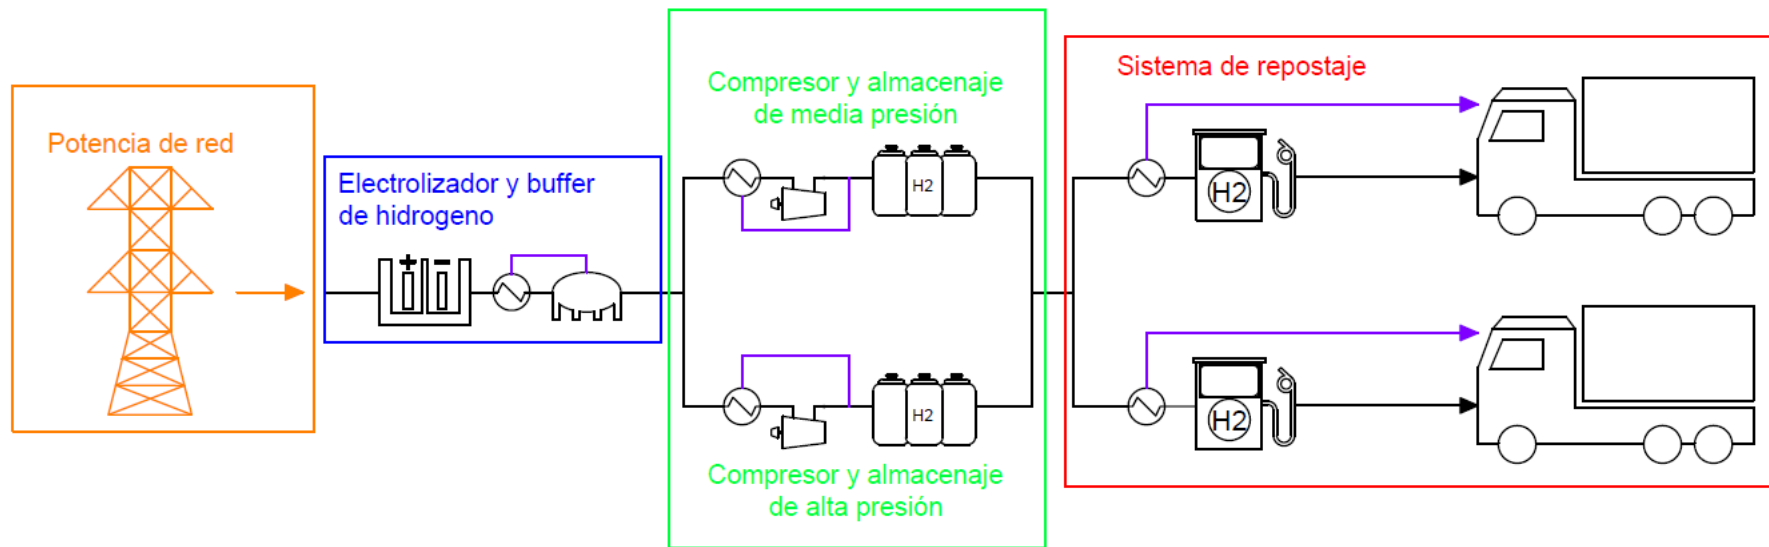 Potencia de red
Electrolizador y buffer
de hidrogeno
+ -
Compresor y almacenaje
de media presión
H2
H2
Compresor y almacenaje
de alta presión
Sistema de repostaje
H2
H2